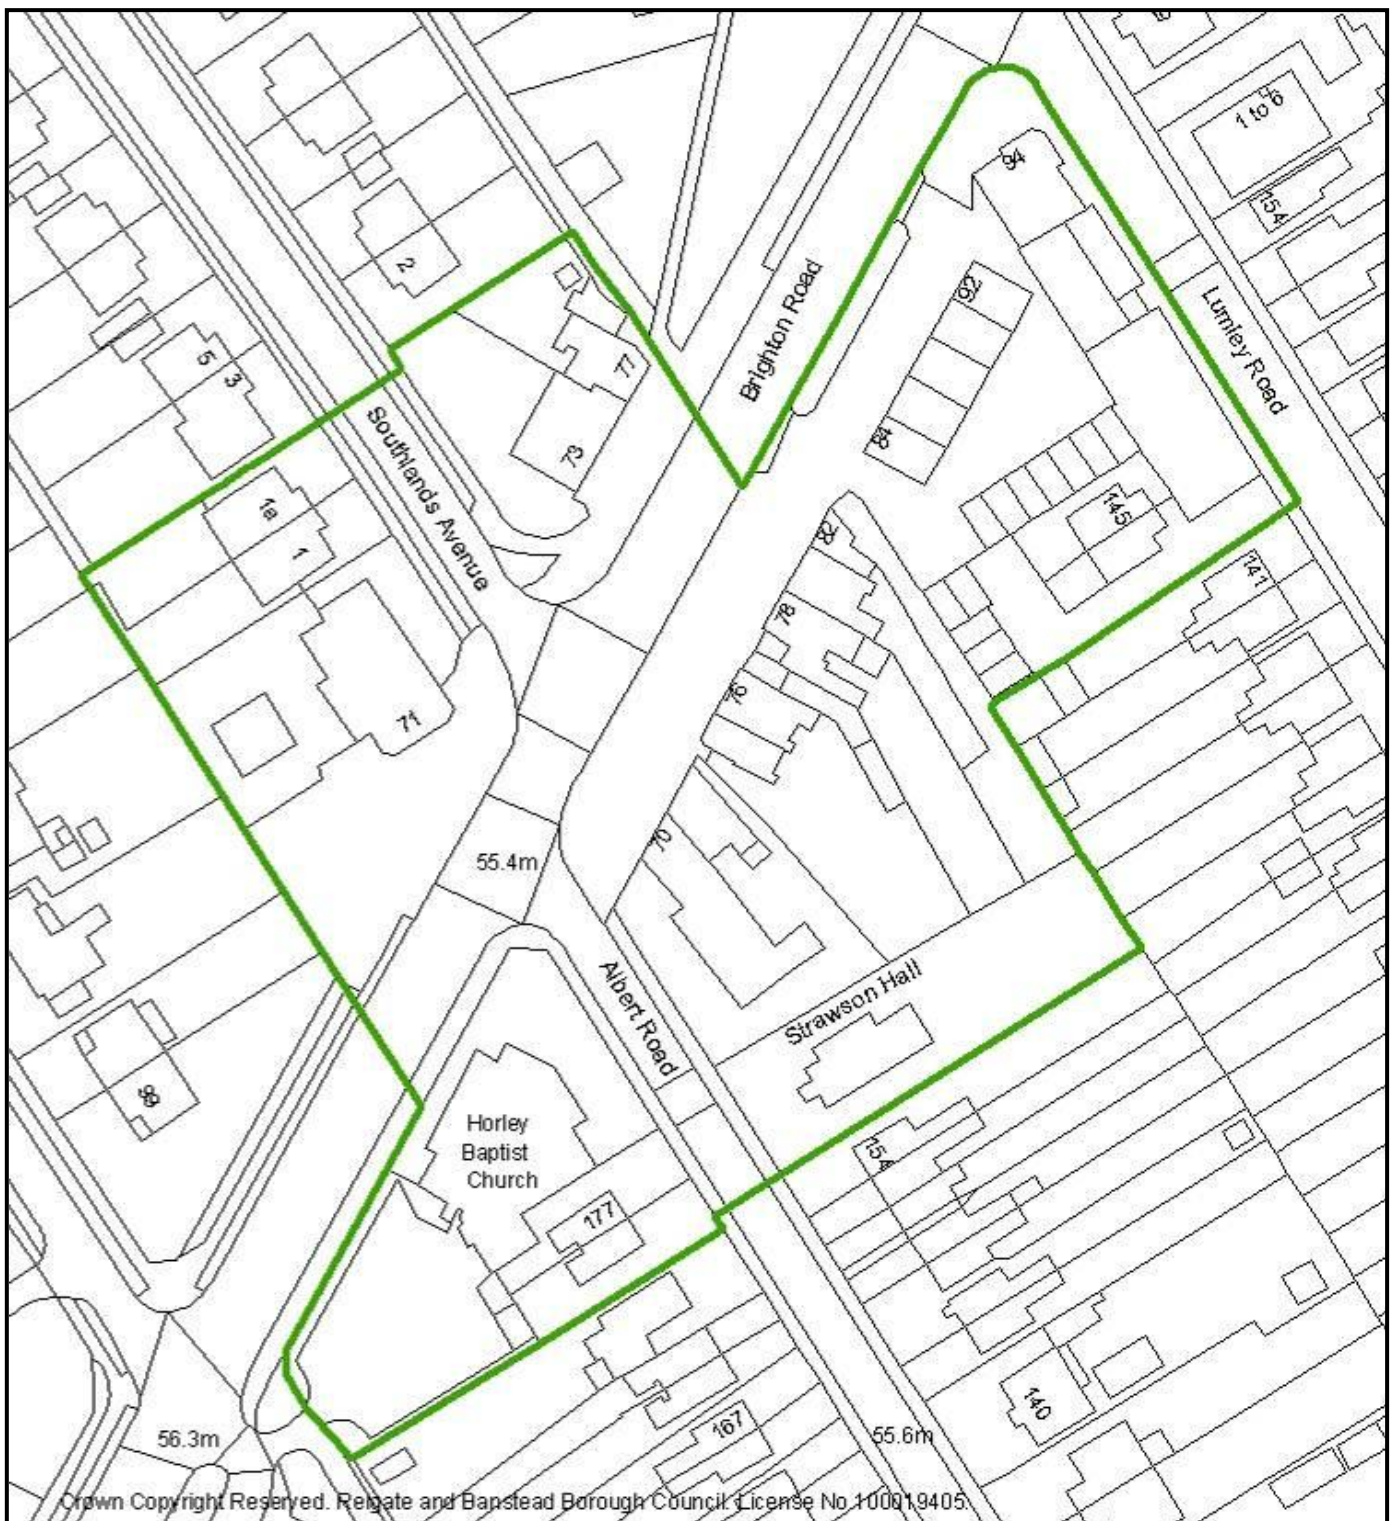 1 to 6
94
154
2
92
Brighton Road
Lumley Road
5
3
77
Southlands Avenue
84
73
1a
145
1
82
141
78
76
71
70
55.4m
Strawson Hall
Albert Road
Horley
Baptist
Church
154
177
140
167
56.3m
55.6m
Crown Copyright Reserved. Reigate and Banstead Borough Council. License No 100019405.